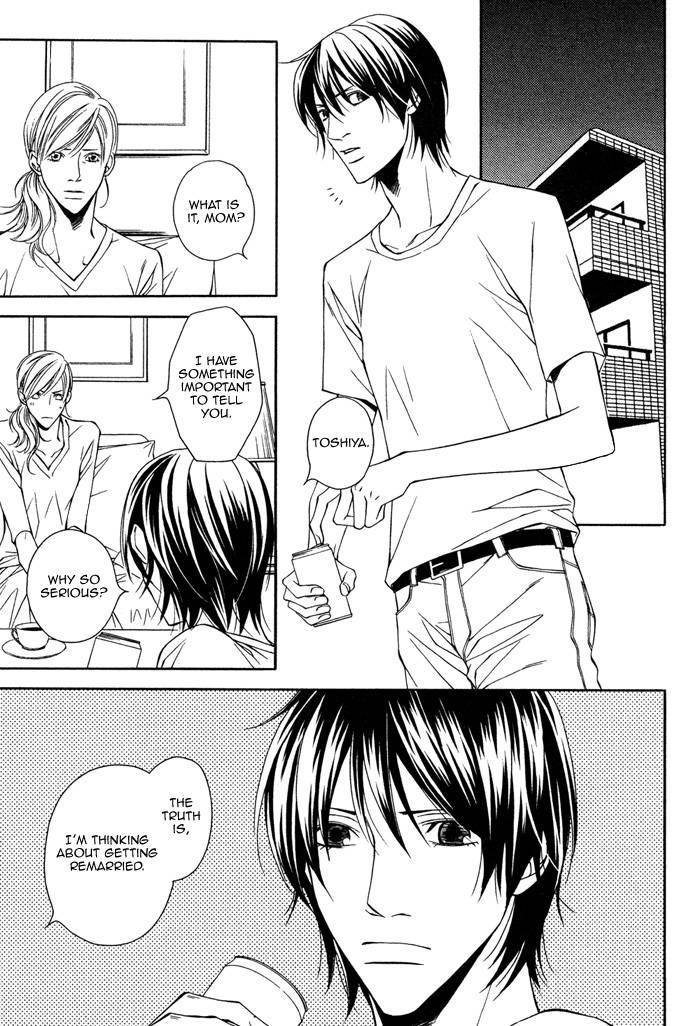 TOSHIYA.
WHAT IS
IT, MOM?
I HAVE
SOMETHING
IMPORTANT
TO TELL
YOU.
WHY SO
SERIOUS?
THE
TRUTH
IS,
I'M THINKING
ABOUT GETTING
REMARRIED.